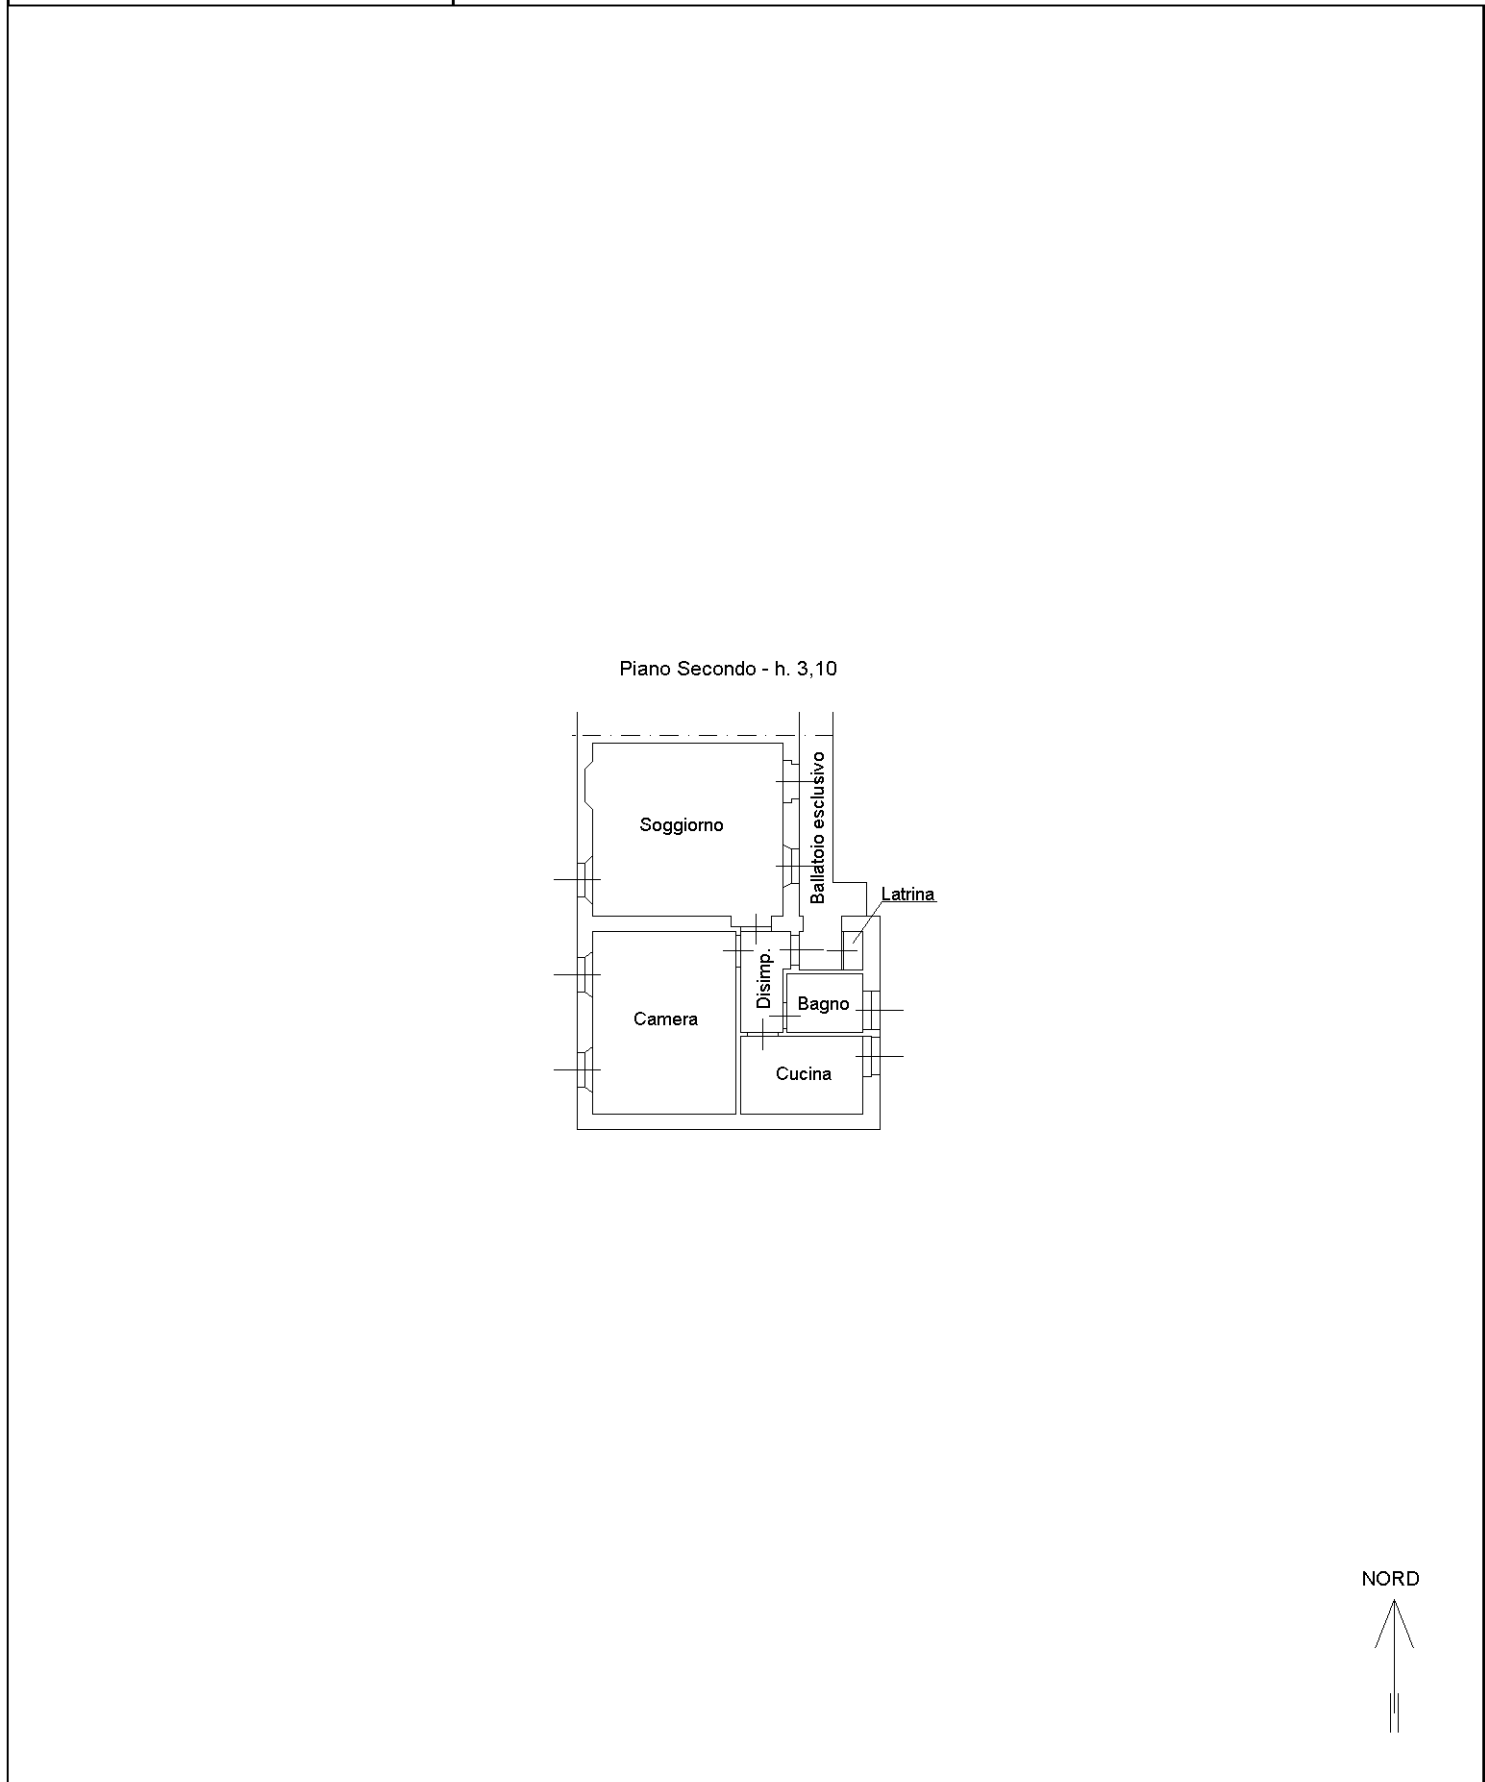 Piano Secondo - h. 3,10
Ballatoio esclusivo
Soggiorno
Latrina
Disimp.
Bagno
Camera
Cucina
NORD